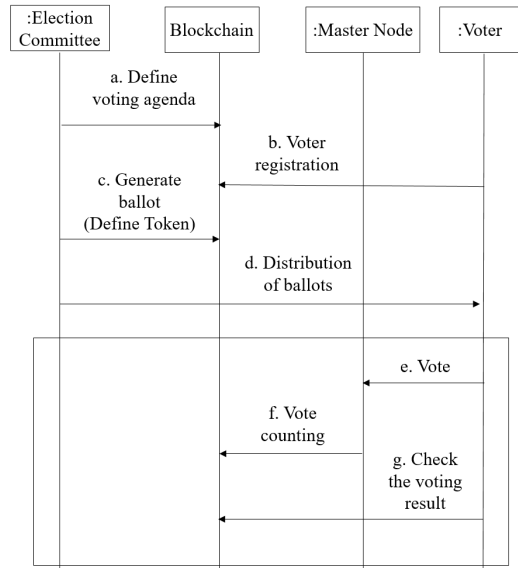 :Election
Committee
Blockchain
:Master Node
:Voter
a. Define
voting agenda
b. Voter
registration
c. Generate
ballot
(Define Token)
d. Distribution
of ballots
e. Vote
f. Vote
counting
g. Check
the voting
result